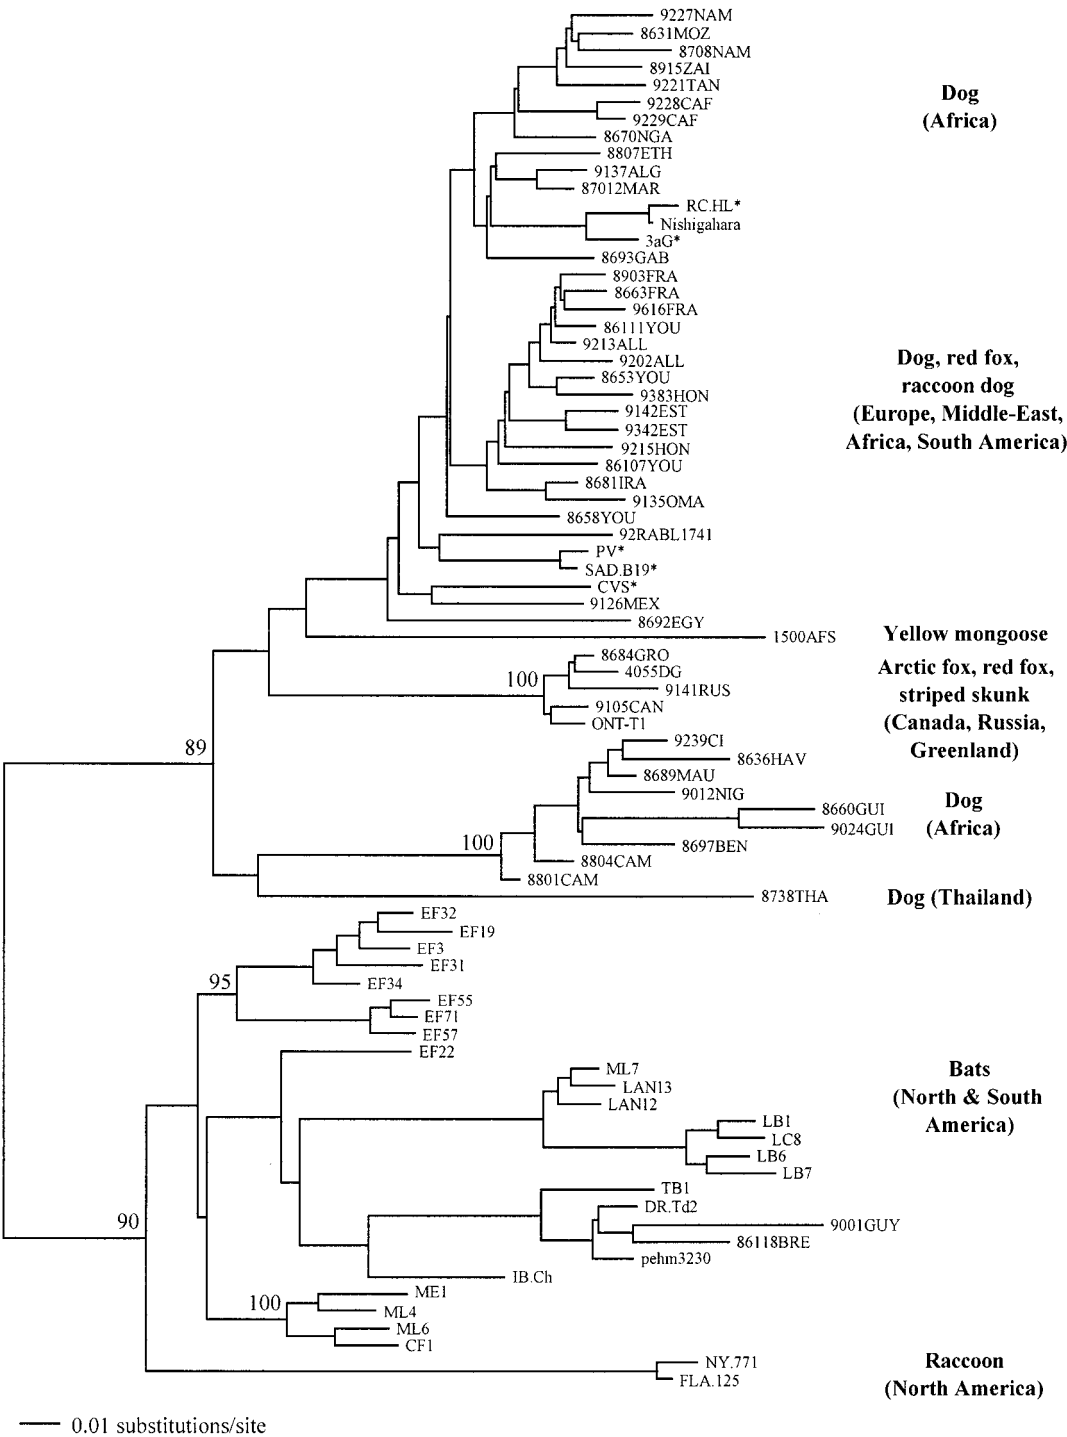 9227NAM
8631MOZ
8708NAM
8915ZAI
9221TAN
Dog
(Africa)
9228CAF
9229CAF
8670NGA
8807ETH
9137ALG
87012MAR
RC.HL*
Nishigahara
3aG*
8693GAB
8903FRA
8663FRA
9616FRA
86111YOU
9213ALL
9202ALL
8653YOU
9383HON
9142EST
9342EST
9215HON
86107YOU
8681IRA
9135OMA
8658YOU
Dog, red fox,
raccoon dog
(Europe, Middle-East,
Africa, South America)
92RABL1741
PV*
SAD.B19*
CVS*
9126MEX
8692EGY
1500AFS
Yellow mongoose
8684GRO
4055DG
9141RUS
9105CAN
ONT-T1
100
Arctic fox, red fox,
striped skunk
(Canada, Russia,
Greenland)
89
9239CI
8636HAV
8689MAU
9012NIG
8660GUI
9024GUI
8697BEN
8804CAM
8801CAM
100
Dog
(Africa)
8738THA
Dog (Thailand)
EF32
EF19
EF3
EF31
EF34
95
EF55
EF71
EF57
EF22
ML7
LAN13
LAN12
LB1
LC8
LB6
LB7
Bats
(North & South
America)
TB1
DR.Td2
9001GUY
86118BRE
pehm3230
IB.Ch
90
ME1
ML4
100
ML6
CF1
NY.771
FLA.125
Raccoon
(North America)
0.01 substitutions/site